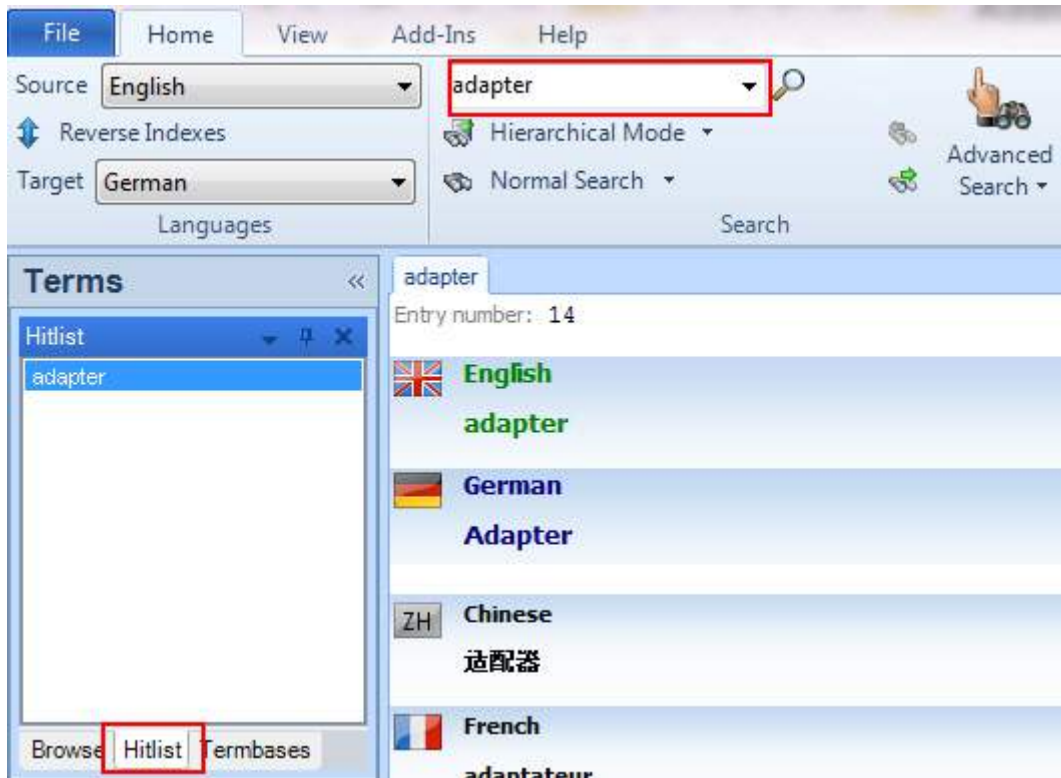 File Home View Add-Ins Help
Source English
adapter
Reverse Indexes
Hierarchical Mode
Advanced
Search
Target German
Normal Search
Languages
Search
Terms
adapter
Entry number: 14
Hitlist
adapter
English
adapter
German
Adapter
ZH Chinese
适配器
French
adaptateur
Browse Hitlist Termbases